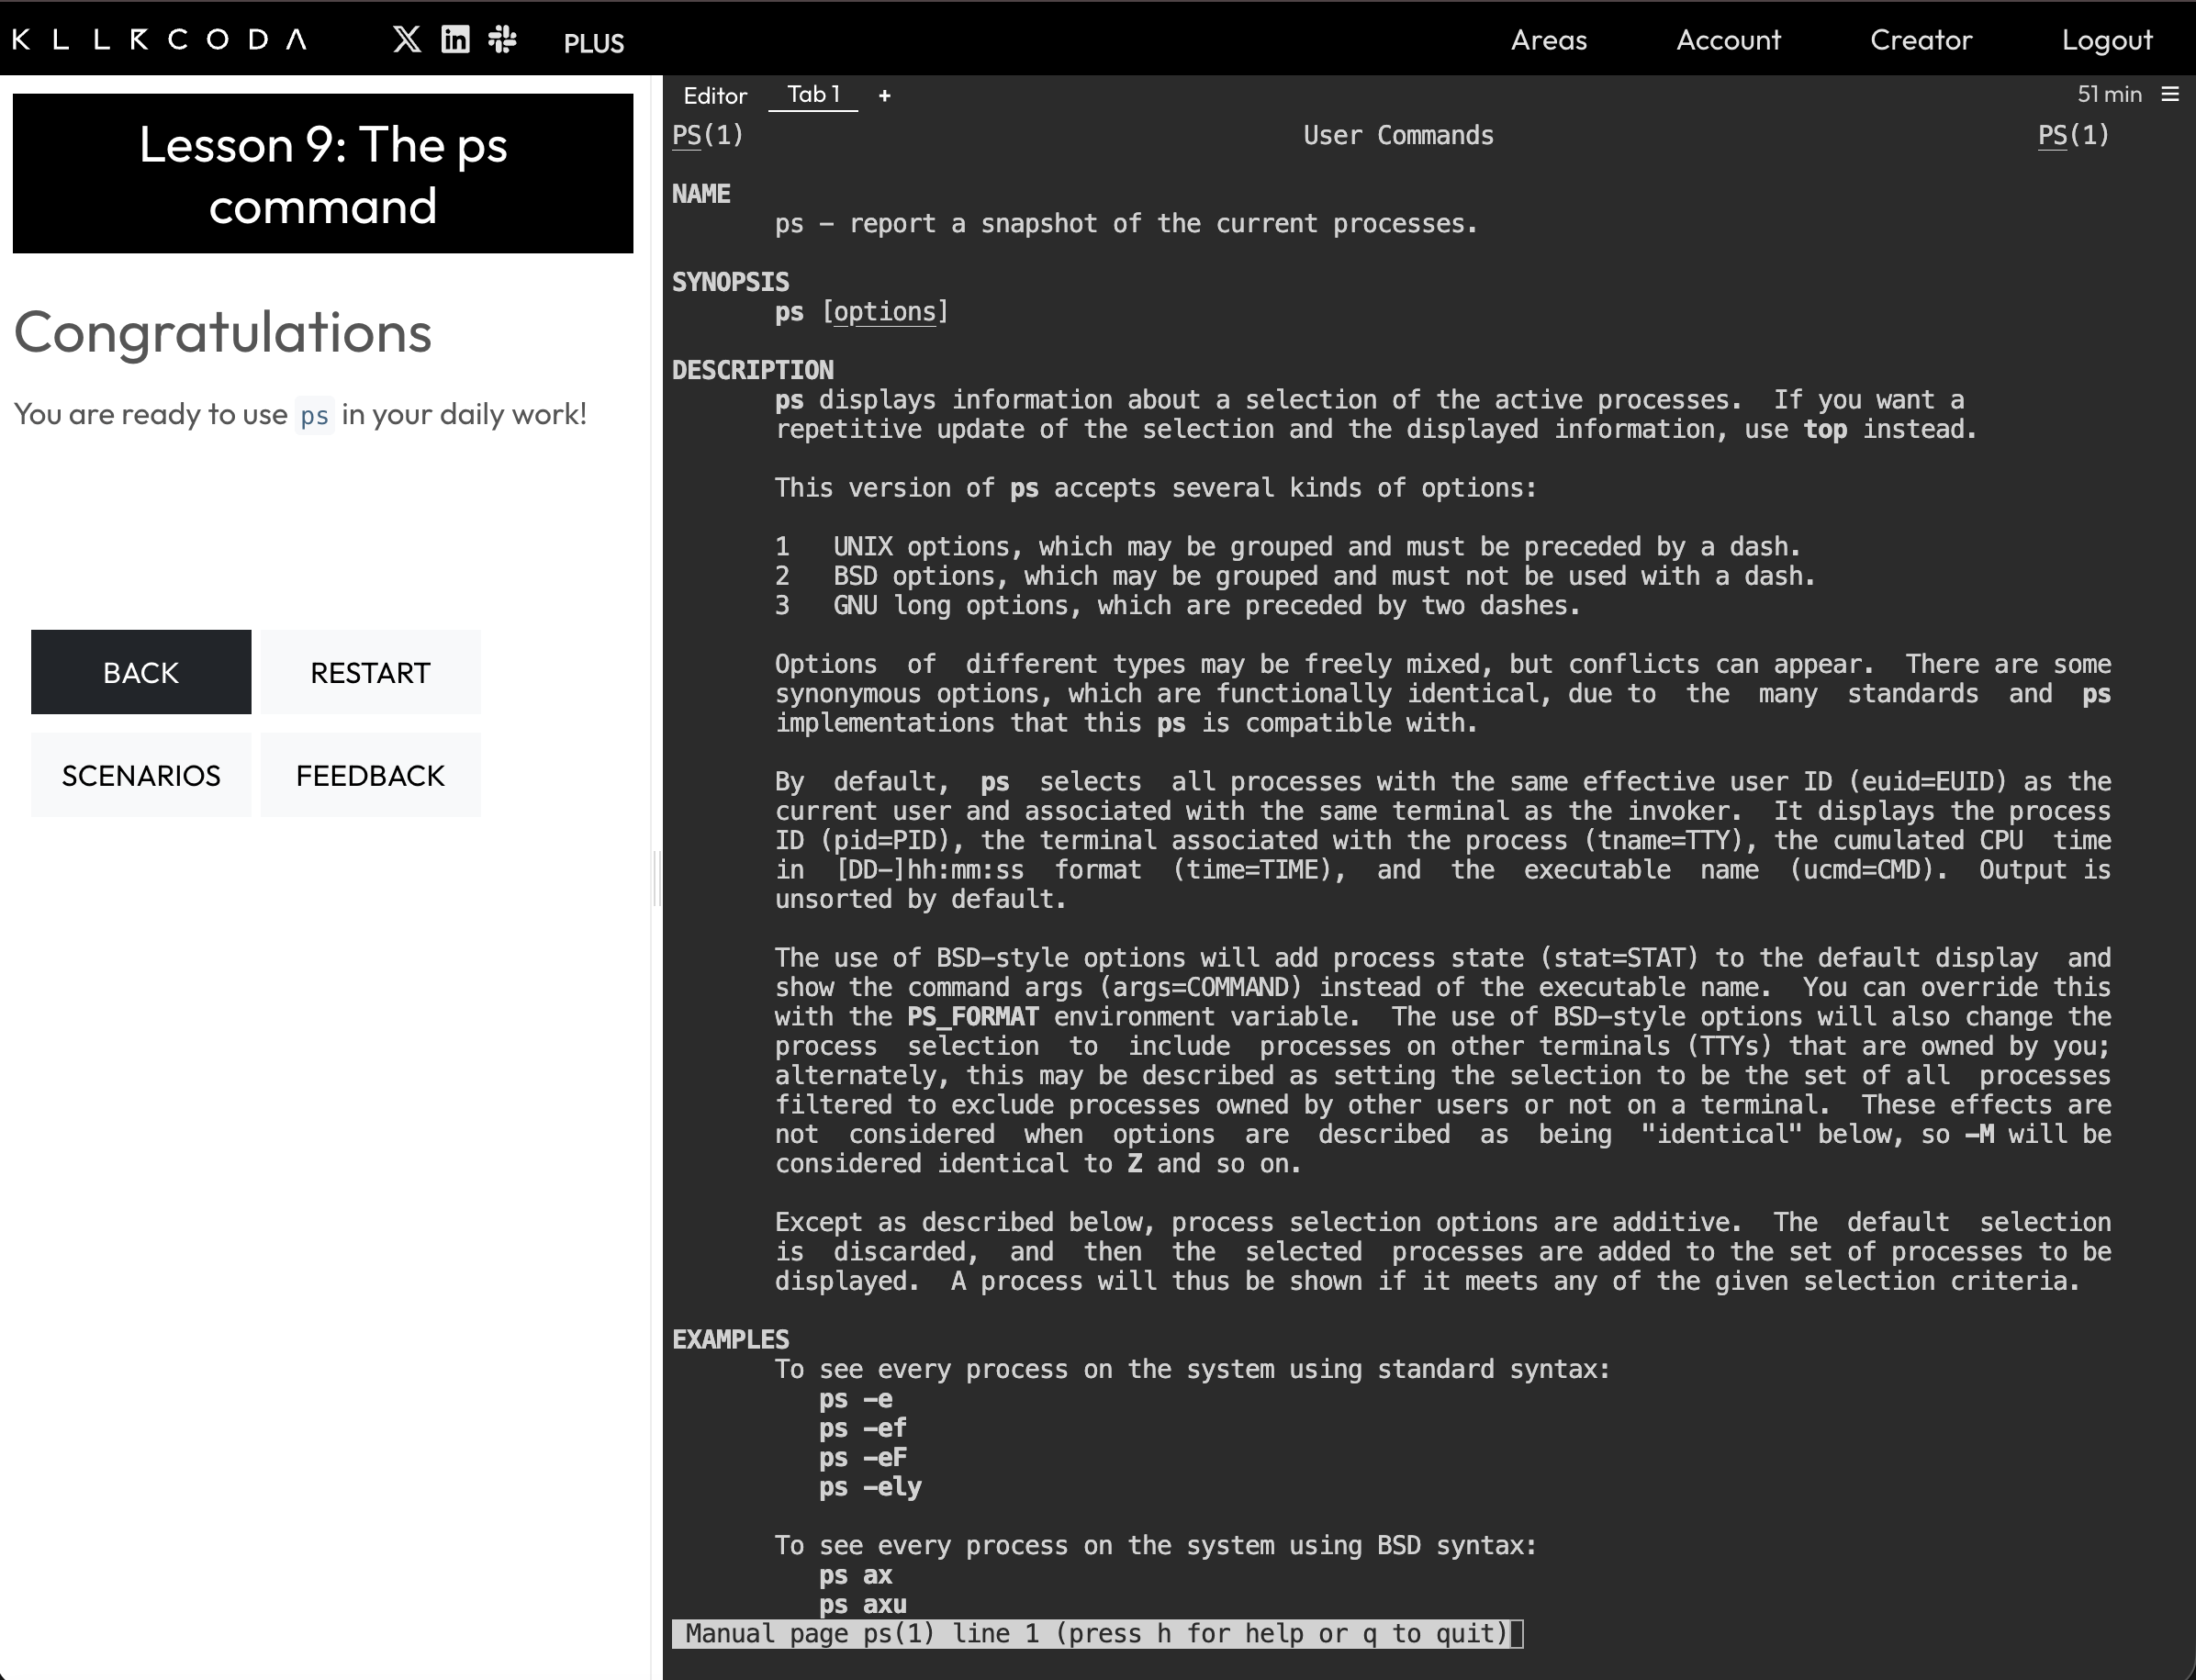 KLLRCODA
PLUS
Areas
Account
Creator
Logout
Lesson 9: The ps
command
Congratulations
You are ready to use ps in your daily work!
BACK
RESTART
SCENARIOS
FEEDBACK
Editor
Tab 1
+
51 min
PS(1)                                      User Commands                                     PS(1)
NAME
ps – report a snapshot of the current processes.
SYNOPSIS
ps [options]
DESCRIPTION
ps displays information about a selection of the active processes.  If you want a
repetitive update of the selection and the displayed information, use top instead.
This version of ps accepts several kinds of options:
1   UNIX options, which may be grouped and must be preceded by a dash.
2   BSD options, which may be grouped and must not be used with a dash.
3   GNU long options, which are preceded by two dashes.
Options  of  different types may be freely mixed, but conflicts can appear.  There are some
synonymous options, which are functionally identical, due to  the  many  standards  and  ps
implementations that this ps is compatible with.
By  default,  ps  selects  all processes with the same effective user ID (euid=EUID) as the
current user and associated with the same terminal as the invoker.  It displays the process
ID (pid=PID), the terminal associated with the process (tname=TTY), the cumulated CPU  time
in  [DD–]hh:mm:ss  format  (time=TIME),  and  the  executable  name  (ucmd=CMD).  Output is
unsorted by default.
The use of BSD–style options will add process state (stat=STAT) to the default display  and
show the command args (args=COMMAND) instead of the executable name.  You can override this
with the PS_FORMAT environment variable.  The use of BSD–style options will also change the
process  selection  to  include  processes on other terminals (TTYs) that are owned by you;
alternately, this may be described as setting the selection to be the set of all  processes
filtered to exclude processes owned by other users or not on a terminal.  These effects are
not  considered  when  options  are  described  as  being  "identical" below, so –M will be
considered identical to Z and so on.
Except as described below, process selection options are additive.  The  default  selection
is  discarded,  and  then  the  selected  processes are added to the set of processes to be
displayed.  A process will thus be shown if it meets any of the given selection criteria.
EXAMPLES
To see every process on the system using standard syntax:
ps –e
ps –ef
ps –eF
ps –ely
To see every process on the system using BSD syntax:
ps ax
ps axu
Manual page ps(1) line 1 (press h for help or q to quit)